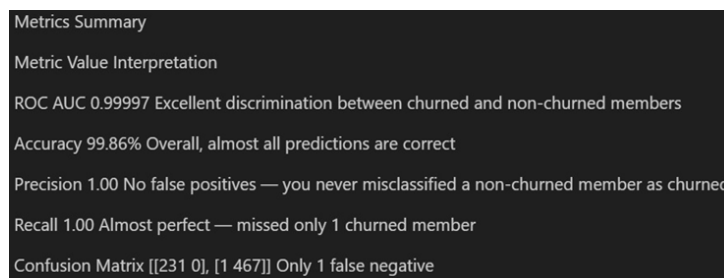 Metrics Summary
Metric Value Interpretation
ROC AUC 0.99997 Excellent discrimination between churned and non-churned members
Accuracy 99.86% Overall, almost all predictions are correct
Precision 1.00 No false positives — you never misclassified a non-churned member as churned
Recall 1.00 Almost perfect — missed only 1 churned member
Confusion Matrix [[231 0], [1 467]] Only 1 false negative